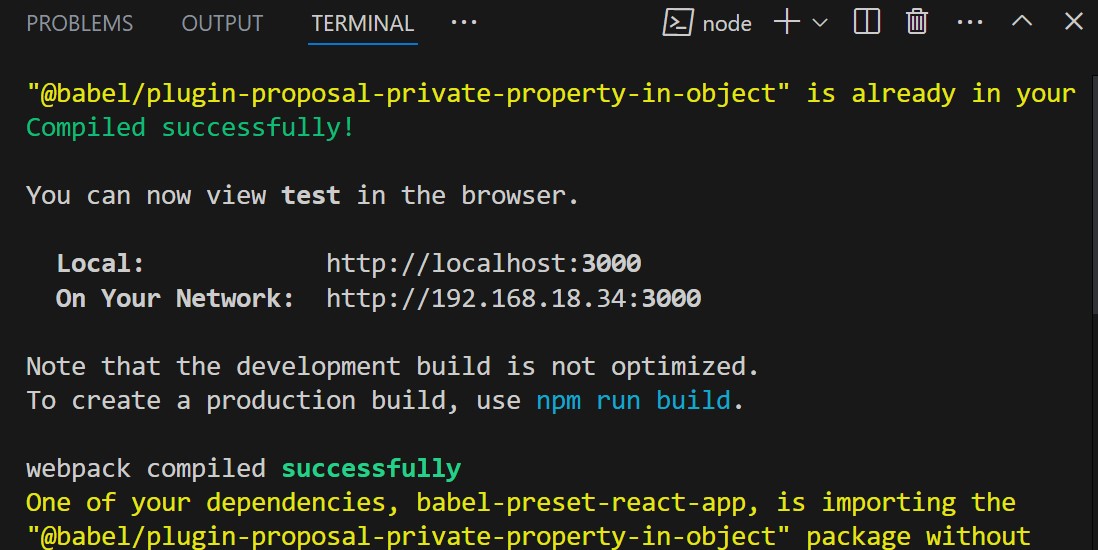 PROBLEMS OUTPUT TERMINAL ··· node
"@babel/plugin-proposal-private-property-in-object" is already in your
Compiled successfully!
You can now view test in the browser.
Local: http://localhost:3000
On Your Network: http://192.168.18.34:3000
Note that the development build is not optimized.
To create a production build, use npm run build.
webpack compiled successfully
One of your dependencies, babel-preset-react-app, is importing the
"@babel/plugin-proposal-private-property-in-object" package without